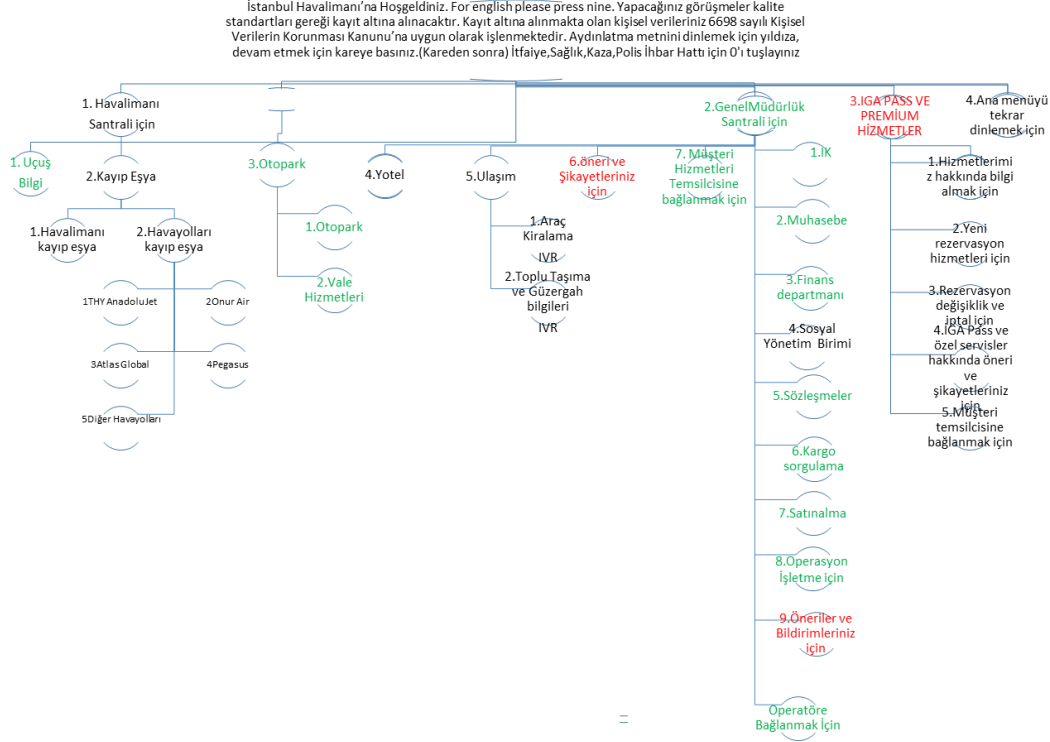 İstanbul Havalimanı'na Hoşgeldiniz. For english please press nine. Yapacağınız görüşmeler kalite
standartları gereği kayıt altına alınacaktır. Kayıt altına alınmakta olan kişisel verileriniz 6698 sayılı Kişisel
Verilerin Korunması Kanunu'na uygun olarak işlenmektedir. Aydınlatma metnini dinlemek için yıldıza,
devam etmek için kareye basınız.(Kareden sonra) İtfaiye,Sağlık,Kaza,Polis İhbar Hattı için 0'ı tuşlayınız
1. Havalimanı
Santrali için
2.GenelMüdürlük
Santrali için
3.IGA PASS VE
PREMİUM
HİZMETLER
4.Ana menüyü
tekrar
dinlemek için
1. Uçuş
Bilgi
2.Kayıp Eşya
3.Otopark
4.Yotel
5.Ulaşım
6.öneri ve
Şikayetleriniz
için
7. Müşteri
Hizmetleri
Temsilcisine
bağlanmak için
1.Havalimanı
kayıp eşya
2.Havayolları
kayıp eşya
1THY AnadoluJet
2Onur Air
3AtlasGlobal
4Pegasus
5Diğer Havayolları
1.Otopark
2.Vale
Hizmetleri
1.Araç
Kiralama
IVR
2.Toplu Taşıma
ve Güzergah
bilgileri
IVR
1.İK
2.Muhasebe
3.Finans
departmanı
4.Sosyal
Yönetim Birimi
5.Sözleşmeler
6.Kargo
sorgulama
7.Satınalma
8.Operasyon
İşletme için
9.Öneriler ve
Bildirimleriniz
için
Operatöre
Bağlanmak İçin
1.Hizmetlerimi
z hakkında bilgi
almak için
2.Yeni
rezervasyon
hizmetleri için
3.Rezervasyon
değişiklik ve
iptal için
4.IGA Pass ve
özel servisler
hakkında öneri
ve
şikayetleriniz
için
5.Müşteri
temsilcisine
bağlanmak için